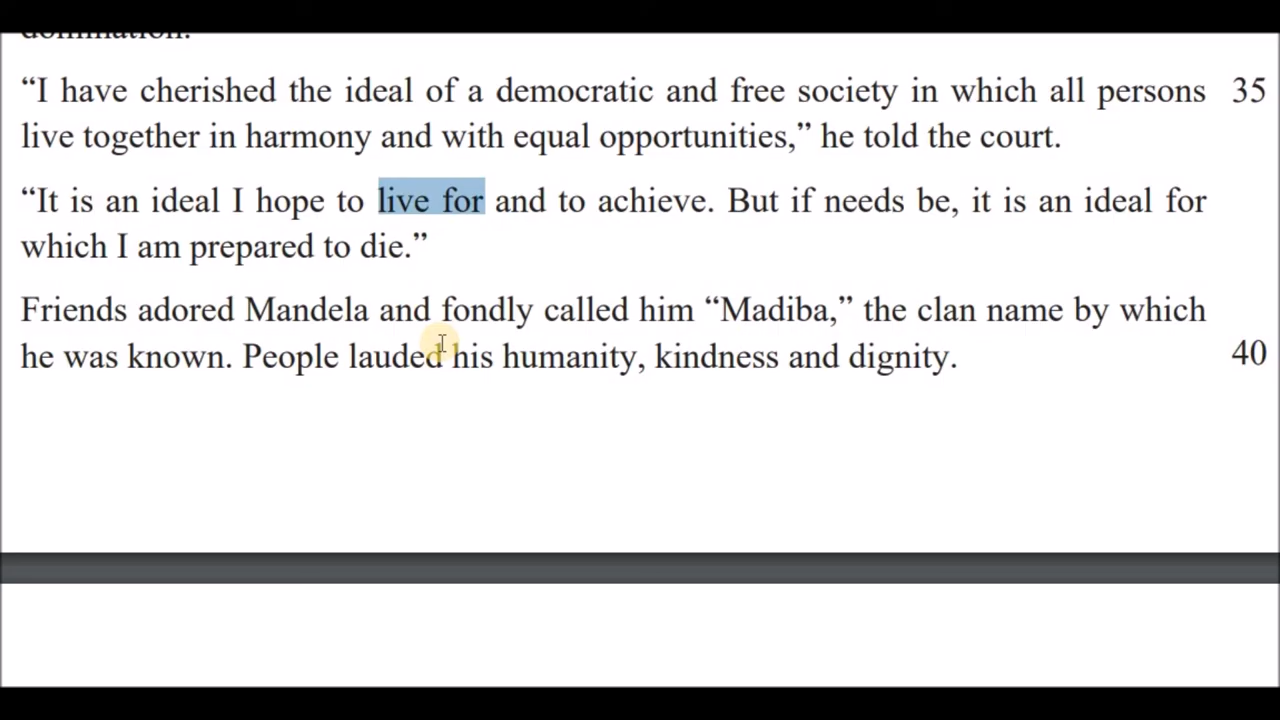 domination.
“I have cherished the ideal of a democratic and free society in which all persons 35
live together in harmony and with equal opportunities,” he told the court.
“It is an ideal I hope to live for and to achieve. But if needs be, it is an ideal for
which I am prepared to die.”
Friends adored Mandela and fondly called him “Madiba,” the clan name by which
he was known. People lauded his humanity, kindness and dignity. 40